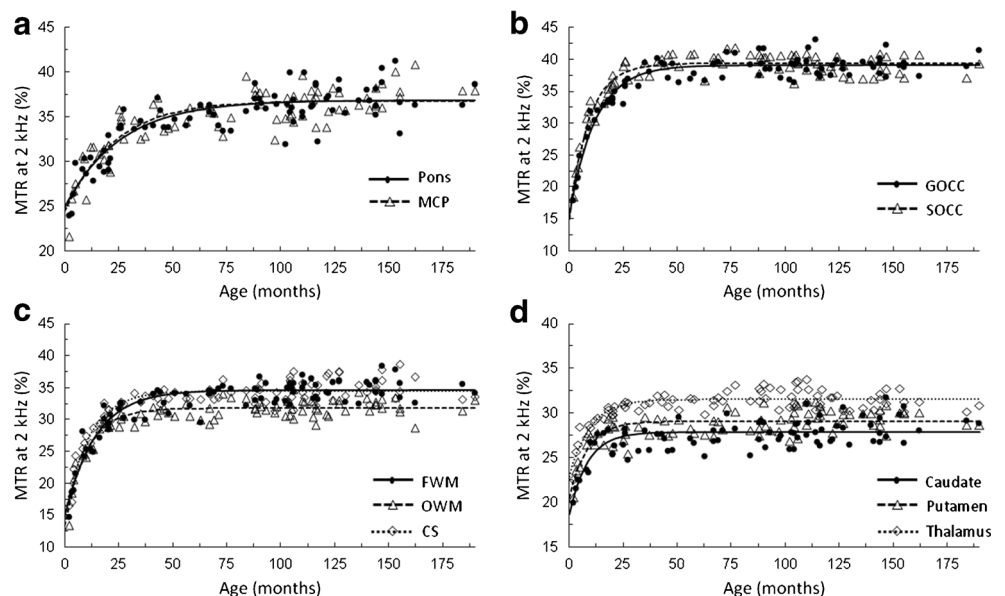 a
MTR at 2 kHz (%)
45
40
35
30
25
20
0 25 50 75 100 125 150 175
Age (months)
Pons
MCP
b
MTR at 2 kHz (%)
45
40
35
30
25
20
15
10
0 25 50 75 100 125 150 175
Age (months)
GOCC
SOCC
c
MTR at 2 kHz (%)
45
40
35
30
25
20
15
10
0 25 50 75 100 125 150 175
Age (months)
FWM
OWM
CS
d
MTR at 2 kHz (%)
40
35
30
25
20
15
0 25 50 75 100 125 150 175
Age (months)
Caudate
Putamen
Thalamus